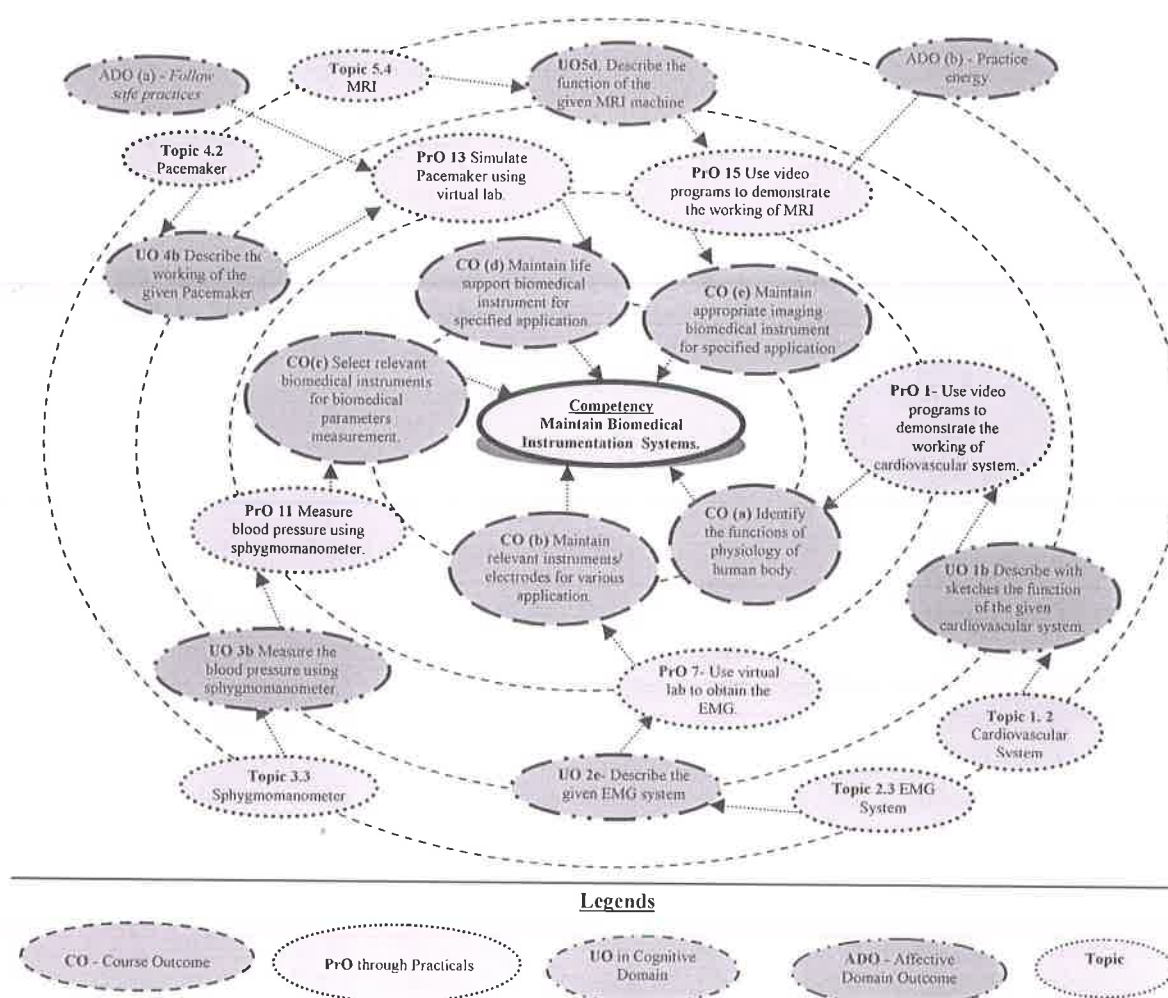 ADO (a) - Follow
safe practices
Topic 5.4
MRI
UO5d. Describe the
function of the
given MRI machine
ADO (b) - Practice
energy
Topic 4.2
Pacemaker
PrO 13 Simulate
Pacemaker using
virtual lab.
PrO 15 Use video
programs to demonstrate
the working of MRI
UO 4b Describe the
working of the
given Pacemaker
CO (d) Maintain life
support biomedical
instrument for
specified application
CO (e) Maintain
appropriate imaging
biomedical instrument
for specified application
CO(c) Select relevant
biomedical instruments
for biomedical
parameters
measurement.
Competency
Maintain Biomedical
Instrumentation Systems.
PrO 1- Use video
programs to
demonstrate the
working of
cardiovascular system.
PrO 11 Measure
blood pressure using
sphygmomanometer.
CO (b) Maintain
relevant instruments/
electrodes for various
application.
CO (a) Identify
the functions of
physiology of
human body.
UO 1b Describe with
sketches the function
of the given
cardiovascular system.
UO 3b Measure the
blood pressure using
sphygmomanometer
PrO 7- Use virtual
lab to obtain the
EMG.
Topic 1. 2
Cardiovascular
System
Topic 3.3
Sphygmomanometer
UO 2e- Describe the
given EMG system
Topic 2.3 EMG
System
Legends
CO - Course Outcome
PrO through Practicals
UO in Cognitive
Domain
ADO - Affective
Domain Outcome
Topic